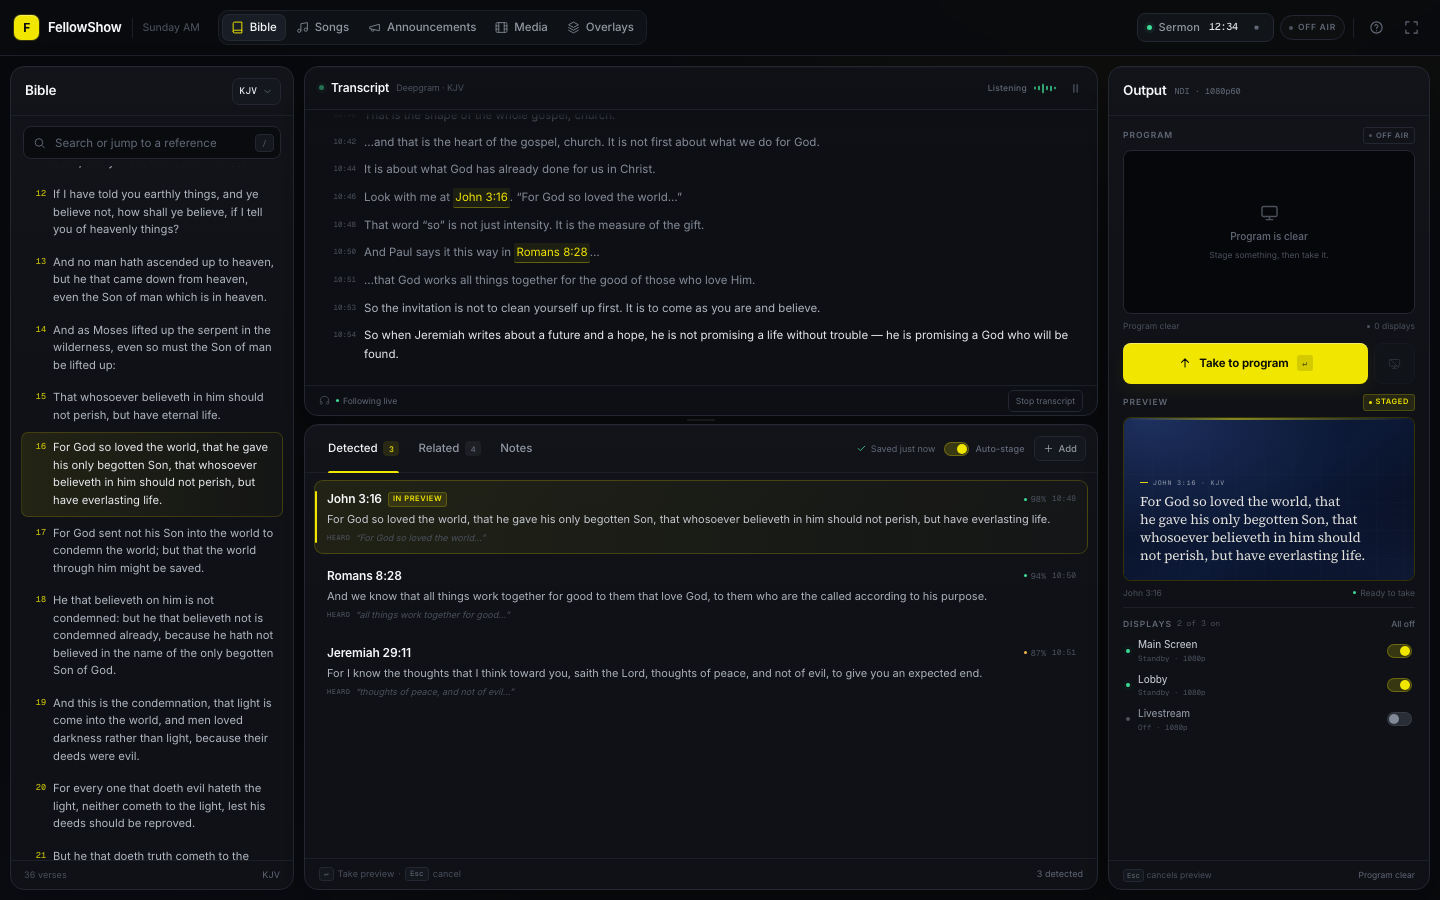 F FellowShow Sunday AM Bible Songs Announcements Media Overlays Sermon 12:34 OFF AIR
Bible KJV
Search or jump to a reference /
12 If I have told you earthly things, and ye
believe not, how shall ye believe, if I tell
you of heavenly things?
13 And no man hath ascended up to heaven,
but he that came down from heaven,
even the Son of man which is in heaven.
14 And as Moses lifted up the serpent in the
wilderness, even so must the Son of man
be lifted up:
15 That whosoever believeth in him should
not perish, but have eternal life.
16 For God so loved the world, that he gave
his only begotten Son, that whosoever
believeth in him should not perish, but
have everlasting life.
17 For God sent not his Son into the world to
condemn the world; but that the world
through him might be saved.
18 He that believeth on him is not
condemned: but he that believeth not is
condemned already, because he hath not
believed in the name of the only begotten
Son of God.
19 And this is the condemnation, that light is
come into the world, and men loved
darkness rather than light, because their
deeds were evil.
20 For every one that doeth evil hateth the
light, neither cometh to the light, lest his
deeds should be reproved.
21 But he that doeth truth cometh to the
36 verses KJV
Transcript Deepgram · KJV Listening
That is the shape of the whole gospel, church.
10:42 …and that is the heart of the gospel, church. It is not first about what we do for God.
10:44 It is about what God has already done for us in Christ.
10:46 Look with me at John 3:16. “For God so loved the world…”
10:48 That word “so” is not just intensity. It is the measure of the gift.
10:50 And Paul says it this way in Romans 8:28…
10:51 …that God works all things together for the good of those who love Him.
10:53 So the invitation is not to clean yourself up first. It is to come as you are and believe.
10:54 So when Jeremiah writes about a future and a hope, he is not promising a life without trouble — he is promising a God who will be
found.
Following live Stop transcript
Detected 3 Related 4 Notes Saved just now Auto-stage + Add
John 3:16 IN PREVIEW 98% 10:48
For God so loved the world, that he gave his only begotten Son, that whosoever believeth in him should not perish, but have everlasting life.
HEARD “For God so loved the world…”
Romans 8:28 94% 10:50
And we know that all things work together for good to them that love God, to them who are the called according to his purpose.
HEARD “all things work together for good…”
Jeremiah 29:11 87% 10:51
For I know the thoughts that I think toward you, saith the Lord, thoughts of peace, and not of evil, to give you an expected end.
HEARD “thoughts of peace, and not of evil…”
↵ Take preview · Esc cancel 3 detected
Output NDI · 1080p60
PROGRAM OFF AIR
Program is clear
Stage something, then take it.
Program clear 0 displays
↑ Take to program ↵
PREVIEW STAGED
JOHN 3:16 · KJV
For God so loved the world, that
he gave his only begotten Son, that
whosoever believeth in him should
not perish, but have everlasting life.
John 3:16 Ready to take
DISPLAYS 2 of 3 on All off
Main Screen
Standby · 1080p
Lobby
Standby · 1080p
Livestream
Off · 1080p
Esc cancels preview Program clear